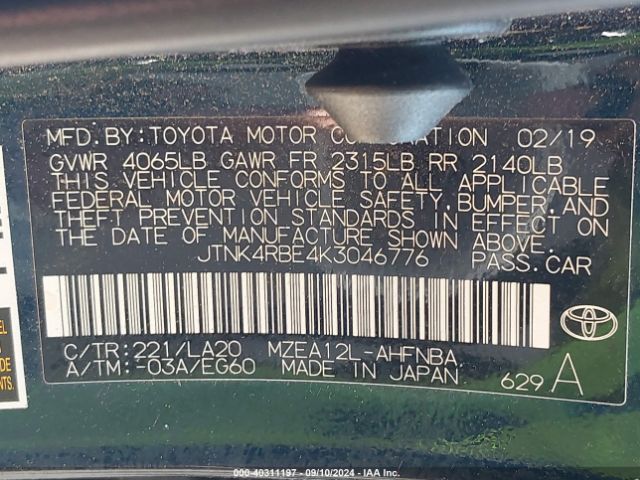 MFD.BY:TOYOTA MOTOR CO RATION 02/19
GVWR 4065LB GAWR FR 2315LB RR 2140LB
THIS VEHICLE CONFORMS TO ALL APPLICABLE
FEDERAL MOTOR VEHICLE SAFETY,BUMPER,AND
THEFT PREVENTION STANDARDS IN EFFECT ON
THE DATE OF MANUFACTURE SHOWN ABOVE.
JTNK4RBE4K3046776 PASS.CAR
C/TR:221/LA20 MZEA12L-AHFNBA
A/TM:-03A/EG60 MADE IN JAPAN 629 A
000-40311197 - 09/10/2024 - IAA Inc.